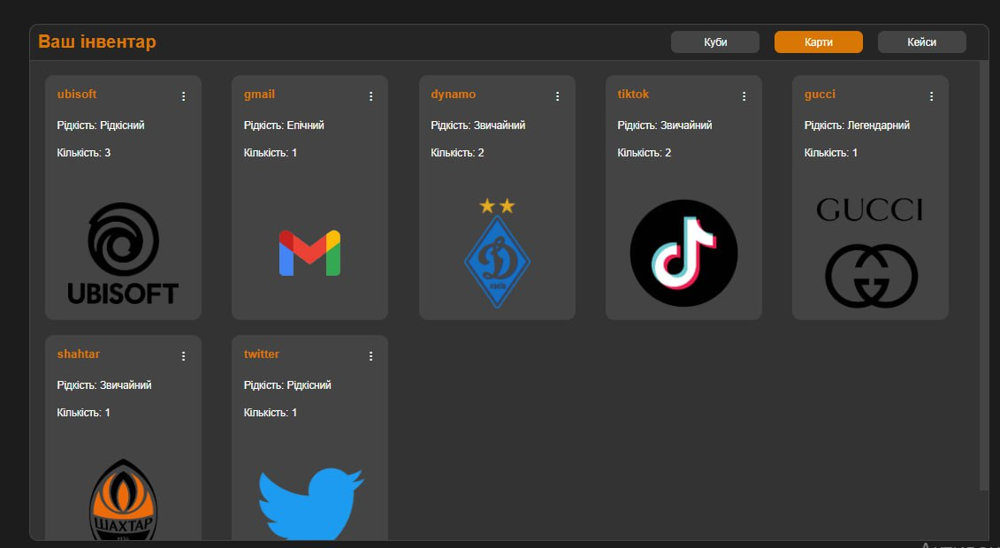 Ваш інвентар
Куби
Карти
Кейси
ubisoft
Рідкість: Рідкісний
Кількість: 3
UBISOFT
gmail
Рідкість: Епічний
Кількість: 1
dynamo
Рідкість: Звичайний
Кількість: 2
Д
КИЇВ
tiktok
Рідкість: Звичайний
Кількість: 2
gucci
Рідкість: Легендарний
Кількість: 1
GUCCI
shahtar
Рідкість: Звичайний
Кількість: 1
ШАХТАР
twitter
Рідкість: Рідкісний
Кількість: 1